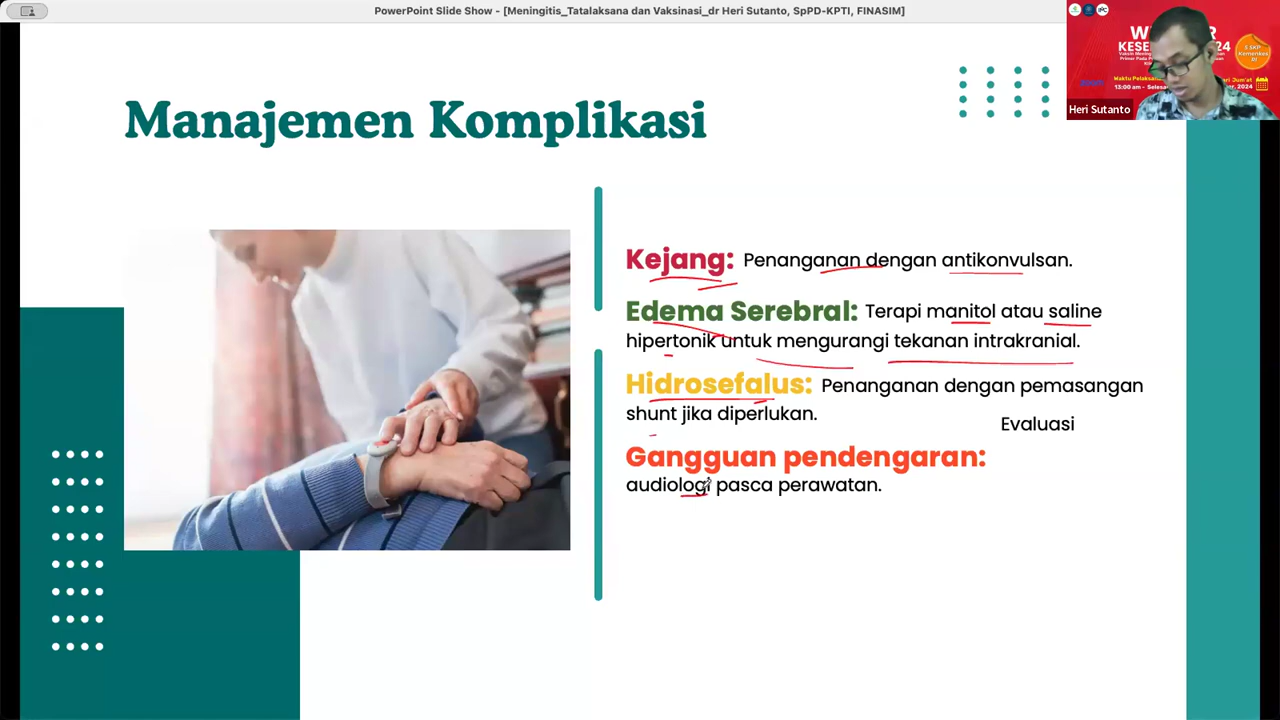 PowerPoint Slide Show - [Meningitis_Tatalaksana dan Vaksinasi_dr Heri Sutanto, SpPD-KPTI, FINASIM]
Manajemen Komplikasi
Kejang: Penanganan dengan antikonvulsan.
Edema Serebral: Terapi manitol atau saline
hipertonik untuk mengurangi tekanan intrakranial.
Hidrosefalus: Penanganan dengan pemasangan
shunt jika diperlukan.
Evaluasi
Gangguan pendengaran:
audiologi pasca perawatan.
Heri Sutanto